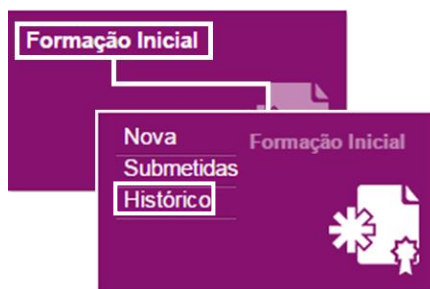 Formação Inicial
Nova
Formação Inicial
Submetidas
Histórico